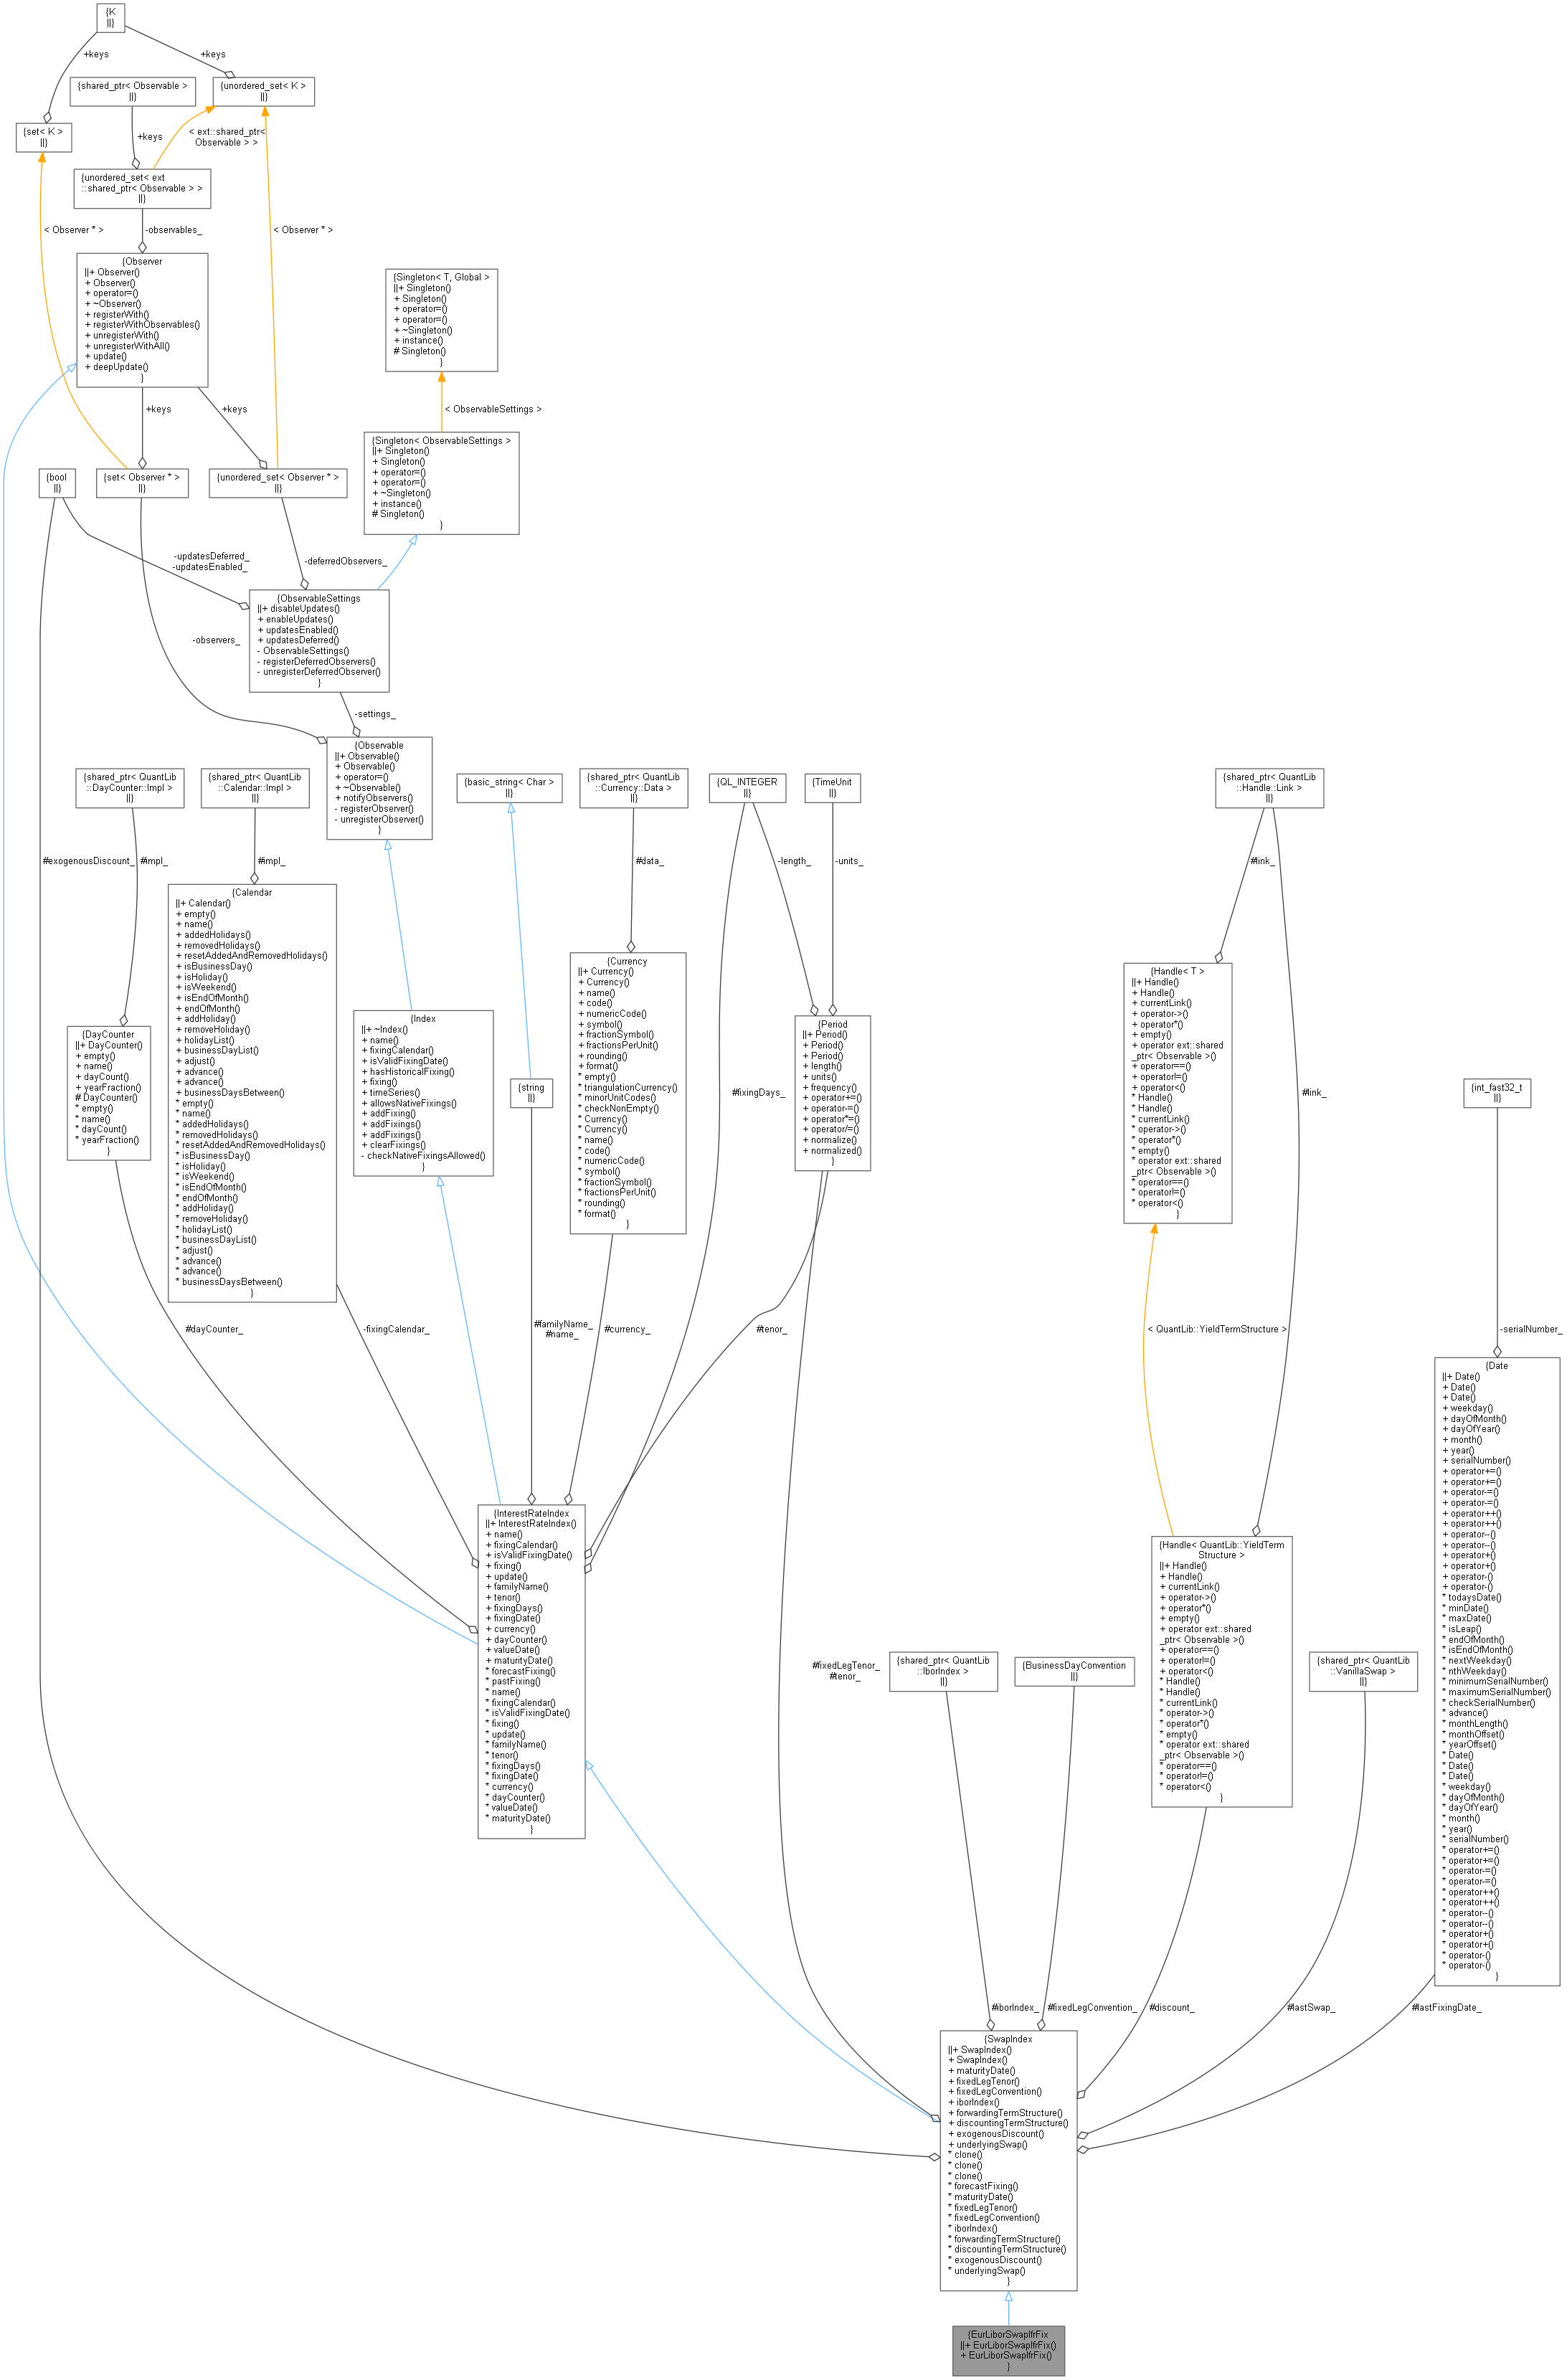 {K
||}
+keys
+keys
{shared_ptr< Observable >
||}
{unordered_set< K >
||}
{set< K >
||}
+keys
< ext::shared_ptr<
Observable > >
{unordered_set< ext
::shared_ptr< Observable > >
||}
< Observer * >
-observables_
< Observer * >
{Observer
||+ Observer()
+ Observer()
+ operator=()
+ ~Observer()
+ registerWith()
+ registerWithObservables()
+ unregisterWith()
+ unregisterWithAll()
+ update()
+ deepUpdate()
}
{Singleton< T, Global >
||+ Singleton()
+ Singleton()
+ operator=()
+ operator=()
+ ~Singleton()
+ instance()
# Singleton()
}
+keys
+keys
< ObservableSettings >
{Singleton< ObservableSettings >
||+ Singleton()
+ Singleton()
+ operator=()
+ operator=()
+ ~Singleton()
+ instance()
# Singleton()
}
{bool
||}
{set< Observer * >
||}
{unordered_set< Observer * >
||}
-updatesDeferred_
-updatesEnabled_
-deferredObservers_
{ObservableSettings
||+ disableUpdates()
+ enableUpdates()
+ updatesEnabled()
+ updatesDeferred()
- ObservableSettings()
- registerDeferredObservers()
- unregisterDeferredObserver()
}
-observers_
-settings_
{Observable
||+ Observable()
+ Observable()
+ operator=()
+ ~Observable()
+ notifyObservers()
- registerObserver()
- unregisterObserver()
}
{shared_ptr< QuantLib
::DayCounter::Impl >
||}
{shared_ptr< QuantLib
::Calendar::Impl >
||}
{basic_string< Char >
||}
{shared_ptr< QuantLib
::Currency::Data >
||}
{QL_INTEGER
||}
{TimeUnit
||}
{shared_ptr< QuantLib
::Handle::Link >
||}
#exogenousDiscount_
#impl_
#impl_
#data_
-length_
-units_
#link_
{Calendar
||+ Calendar()
+ empty()
+ name()
+ addedHolidays()
+ removedHolidays()
+ resetAddedAndRemovedHolidays()
+ isBusinessDay()
+ isHoliday()
+ isWeekend()
+ isEndOfMonth()
+ endOfMonth()
+ addHoliday()
+ removeHoliday()
+ holidayList()
+ businessDayList()
+ adjust()
+ advance()
+ advance()
+ businessDaysBetween()
* empty()
* name()
* addedHolidays()
* removedHolidays()
* resetAddedAndRemovedHolidays()
* isBusinessDay()
* isHoliday()
* isWeekend()
* isEndOfMonth()
* endOfMonth()
* addHoliday()
* removeHoliday()
* holidayList()
* businessDayList()
* adjust()
* advance()
* advance()
* businessDaysBetween()
}
{DayCounter
||+ DayCounter()
+ empty()
+ name()
+ dayCount()
+ yearFraction()
# DayCounter()
* empty()
* name()
* dayCount()
* yearFraction()
}
{Index
||+ ~Index()
+ name()
+ fixingCalendar()
+ isValidFixingDate()
+ hasHistoricalFixing()
+ fixing()
+ timeSeries()
+ allowsNativeFixings()
+ addFixing()
+ addFixings()
+ addFixings()
+ clearFixings()
- checkNativeFixingsAllowed()
}
{string
||}
{Currency
||+ Currency()
+ Currency()
+ name()
+ code()
+ numericCode()
+ symbol()
+ fractionSymbol()
+ fractionsPerUnit()
+ rounding()
+ format()
* empty()
* triangulationCurrency()
* minorUnitCodes()
* checkNonEmpty()
* Currency()
* Currency()
* name()
* code()
* numericCode()
* symbol()
* fractionSymbol()
* fractionsPerUnit()
* rounding()
* format()
}
#fixingDays_
{Period
||+ Period()
+ Period()
+ Period()
+ length()
+ units()
+ frequency()
+ operator+=()
+ operator-=()
+ operator*=()
+ operator/=()
+ normalize()
+ normalized()
}
{Handle< T >
||+ Handle()
+ Handle()
+ currentLink()
+ operator->()
+ operator*()
+ empty()
+ operator ext::shared
_ptr< Observable >()
+ operator==()
+ operator!=()
+ operator<()
* Handle()
* Handle()
* currentLink()
* operator->()
* operator*()
* empty()
* operator ext::shared
_ptr< Observable >()
* operator==()
* operator!=()
* operator<()
}
#link_
{int_fast32_t
||}
#dayCounter_
-fixingCalendar_
#familyName_
#name_
#currency_
#tenor_
< QuantLib::YieldTermStructure >
-serialNumber_
{Date
||+ Date()
+ Date()
+ Date()
+ weekday()
+ dayOfMonth()
+ dayOfYear()
+ month()
+ year()
+ serialNumber()
+ operator+=()
+ operator+=()
+ operator-=()
+ operator-=()
+ operator++()
+ operator++()
+ operator--()
+ operator--()
+ operator+()
+ operator+()
+ operator-()
+ operator-()
* todaysDate()
* minDate()
* maxDate()
* isLeap()
* endOfMonth()
* isEndOfMonth()
* nextWeekday()
* nthWeekday()
* minimumSerialNumber()
* maximumSerialNumber()
* checkSerialNumber()
* advance()
* monthLength()
* monthOffset()
* yearOffset()
* Date()
* Date()
* Date()
* weekday()
* dayOfMonth()
* dayOfYear()
* month()
* year()
* serialNumber()
* operator+=()
* operator+=()
* operator-=()
* operator-=()
* operator++()
* operator++()
* operator--()
* operator--()
* operator+()
* operator+()
* operator-()
* operator-()
}
{InterestRateIndex
||+ InterestRateIndex()
+ name()
+ fixingCalendar()
+ isValidFixingDate()
+ fixing()
+ update()
+ familyName()
+ tenor()
+ fixingDays()
+ fixingDate()
+ currency()
+ dayCounter()
+ valueDate()
+ maturityDate()
* forecastFixing()
* pastFixing()
* name()
* fixingCalendar()
* isValidFixingDate()
* fixing()
* update()
* familyName()
* tenor()
* fixingDays()
* fixingDate()
* currency()
* dayCounter()
* valueDate()
* maturityDate()
}
{Handle< QuantLib::YieldTerm
Structure >
||+ Handle()
+ Handle()
+ currentLink()
+ operator->()
+ operator*()
+ empty()
+ operator ext::shared
_ptr< Observable >()
+ operator==()
+ operator!=()
+ operator<()
* Handle()
* Handle()
* currentLink()
* operator->()
* operator*()
* empty()
* operator ext::shared
_ptr< Observable >()
* operator==()
* operator!=()
* operator<()
}
#fixedLegTenor_
#tenor_
{shared_ptr< QuantLib
::IborIndex >
||}
{BusinessDayConvention
||}
{shared_ptr< QuantLib
::VanillaSwap >
||}
#iborIndex_
#fixedLegConvention_
#discount_
#lastSwap_
#lastFixingDate_
{SwapIndex
||+ SwapIndex()
+ SwapIndex()
+ maturityDate()
+ fixedLegTenor()
+ fixedLegConvention()
+ iborIndex()
+ forwardingTermStructure()
+ discountingTermStructure()
+ exogenousDiscount()
+ underlyingSwap()
* clone()
* clone()
* clone()
* forecastFixing()
* maturityDate()
* fixedLegTenor()
* fixedLegConvention()
* iborIndex()
* forwardingTermStructure()
* discountingTermStructure()
* exogenousDiscount()
* underlyingSwap()
}
{EurLiborSwapIfrFix
||+ EurLiborSwapIfrFix()
+ EurLiborSwapIfrFix()
}